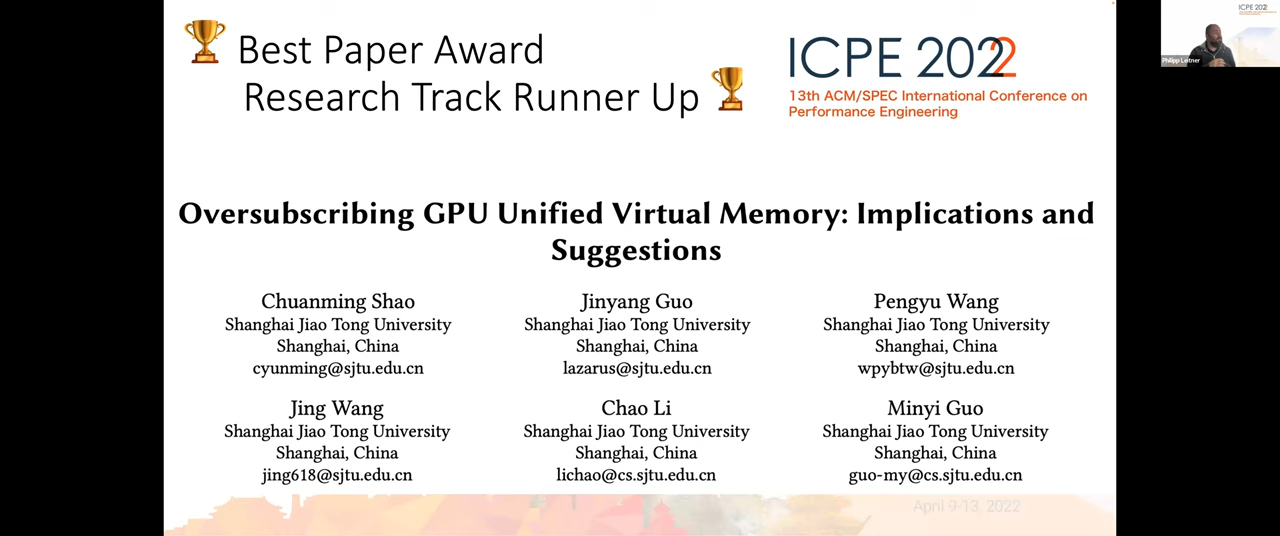 Best Paper Award
Research Track Runner Up
ICPE 2022
13th ACM/SPEC International Conference on
Performance Engineering
Oversubscribing GPU Unified Virtual Memory: Implications and
Suggestions
Chuanming Shao
Shanghai Jiao Tong University
Shanghai, China
cyunming@sjtu.edu.cn
Jinyang Guo
Shanghai Jiao Tong University
Shanghai, China
lazarus@sjtu.edu.cn
Pengyu Wang
Shanghai Jiao Tong University
Shanghai, China
wpybtw@sjtu.edu.cn
Jing Wang
Shanghai Jiao Tong University
Shanghai, China
jing618@sjtu.edu.cn
Chao Li
Shanghai Jiao Tong University
Shanghai, China
lichao@cs.sjtu.edu.cn
Minyi Guo
Shanghai Jiao Tong University
Shanghai, China
guo-my@cs.sjtu.edu.cn
April 9-13, 2022
ICPE 2022
Philipp Leitner